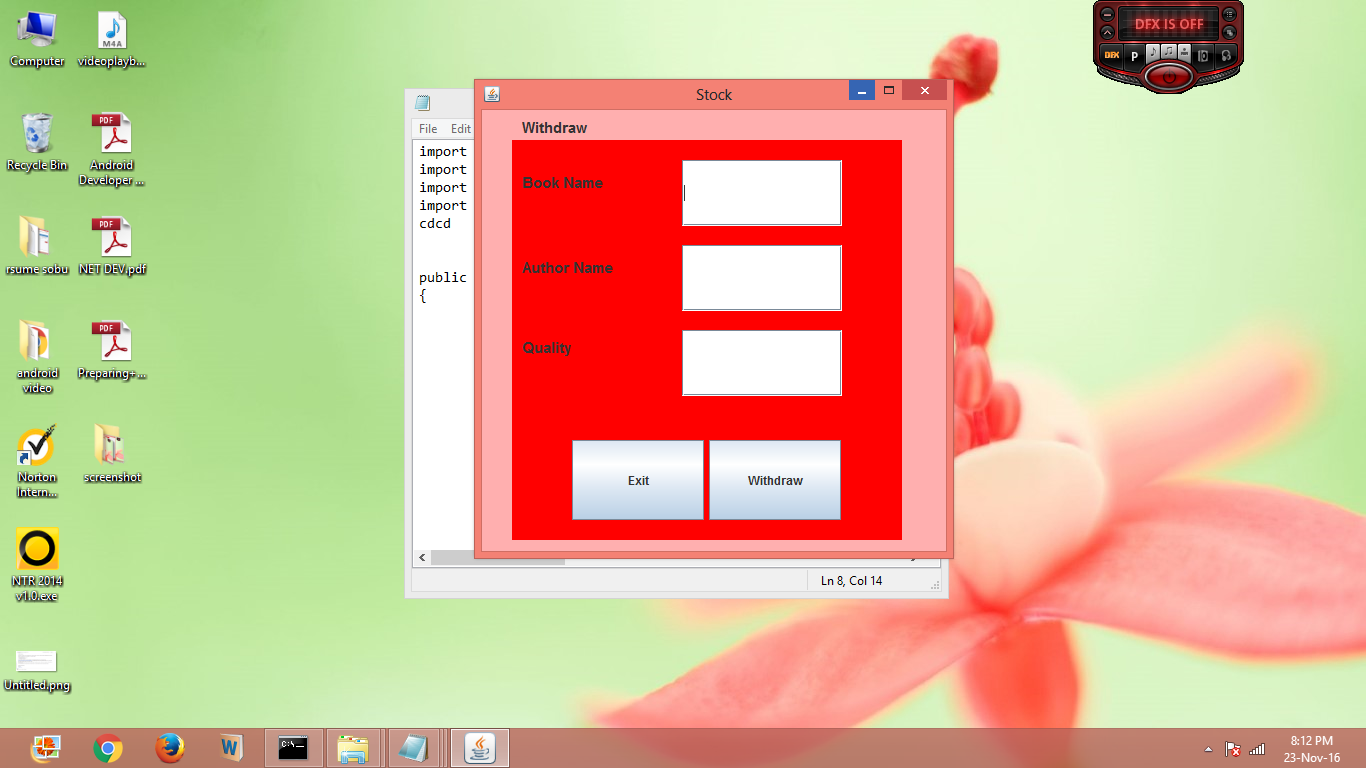 Computer
M4A
videoplayb...
Recycle Bin
PDF
Android
Developer ...
rsume sobu
PDF
NET DEV.pdf
android
video
PDF
Preparing+...
Norton
Intern...
screenshot
NTR 2014
v1.0.exe
Untitled.png
DFX IS OFF
DFX
P
File Edit
import
import
import
import
cdcd
public
{
Ln 8, Col 14
Stock
Withdraw
Book Name
Author Name
Quality
Exit
Withdraw
W
C:\_
8:12 PM
23-Nov-16